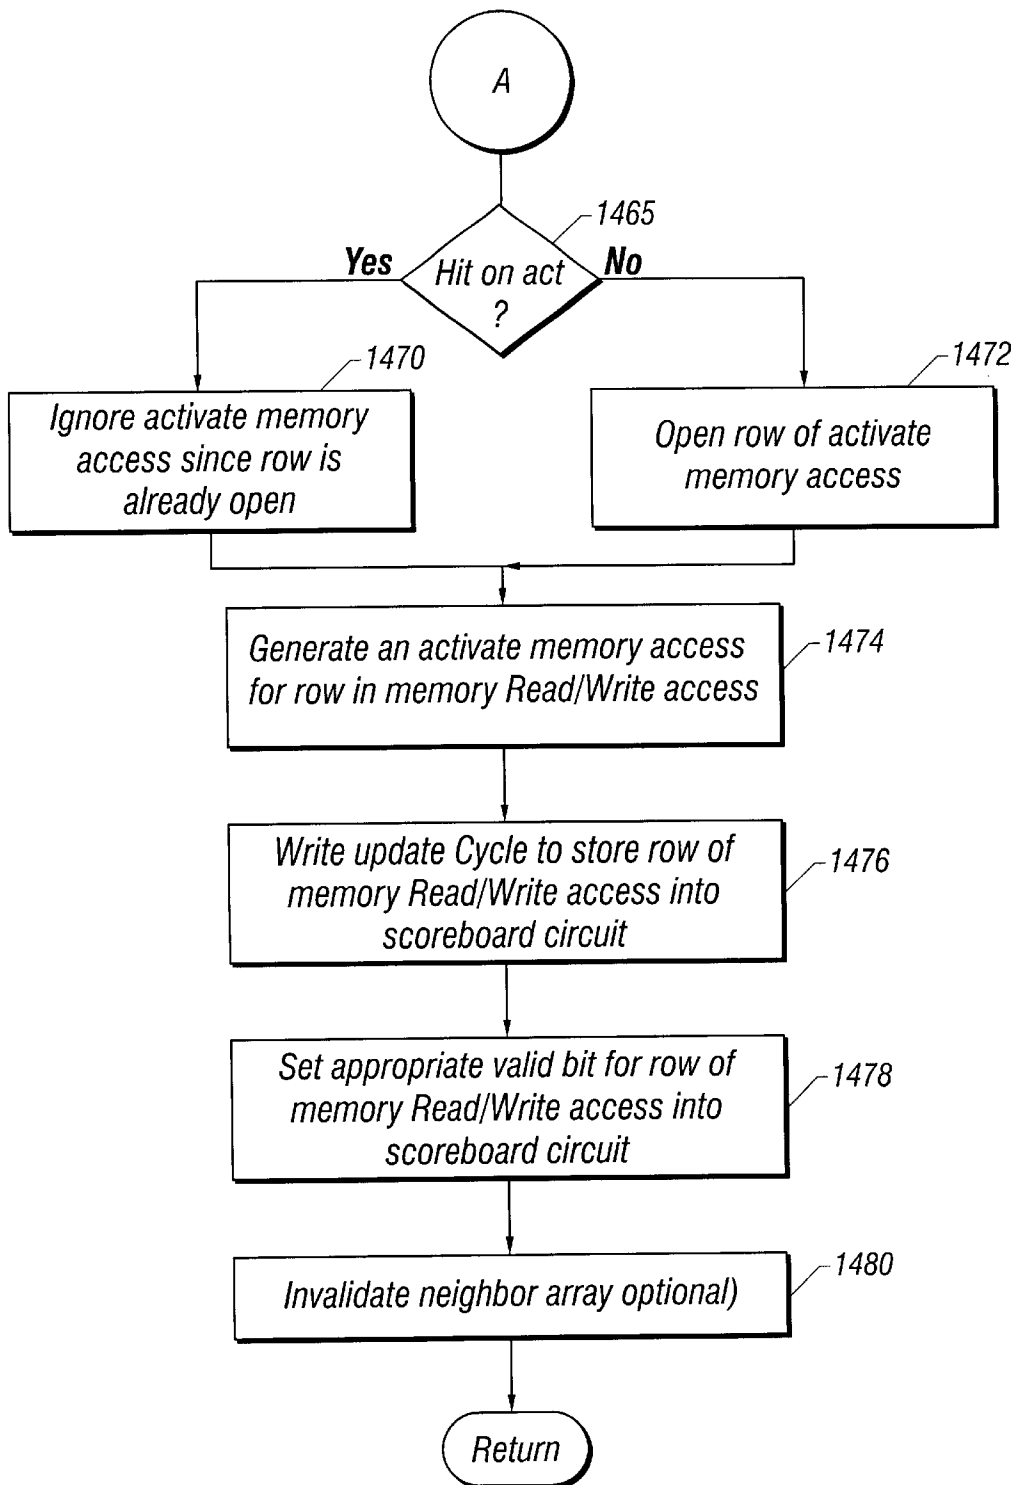 A
1465
Yes
Hit on act
No
?
1470
1472
Ignore activate memory
access since row is
already open
Open row of activate
memory access
Generate an activate memory access
for row in memory Read/Write access
1474
Write update Cycle to store row of
memory Read/Write access into
scoreboard circuit
1476
Set appropriate valid bit for row of
memory Read/Write access into
scoreboard circuit
1478
Invalidate neighbor array optional)
1480
Return